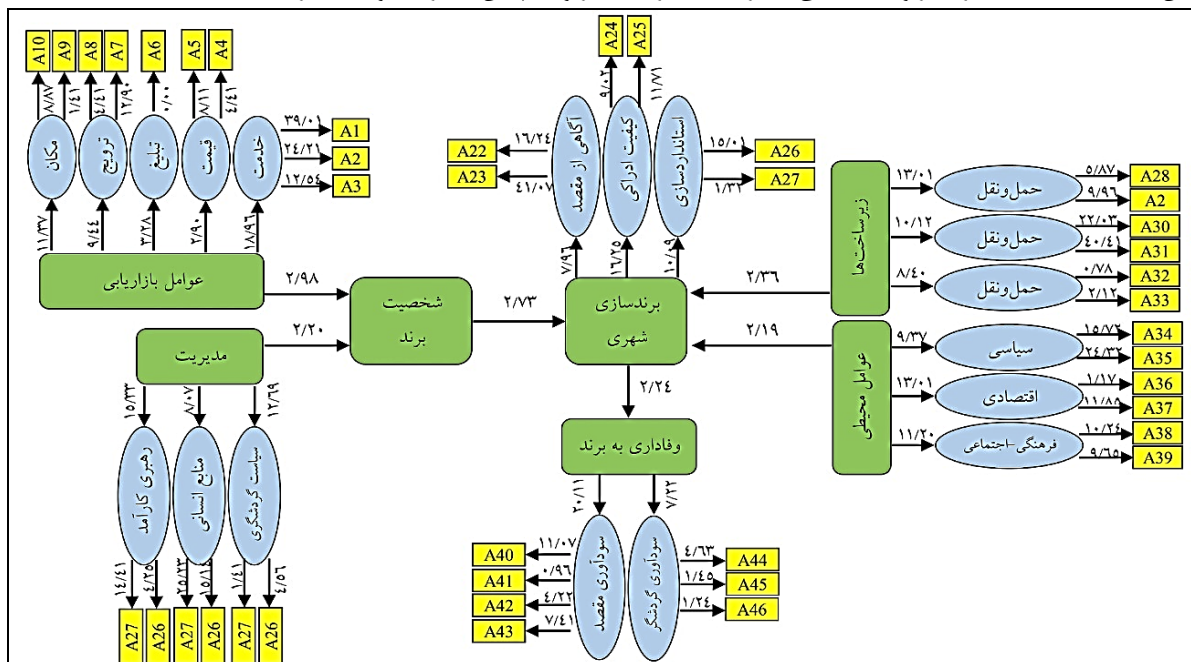 A10
A9
A8
A7
A6
A5
A4
۸/۸۷
۱/۴۱
۴/۴۱
۱۲/۹۰
۰/۰۰
۸/۱۱
۴/۴۱
مکان
ترویج
تبلیغ
قیمت
خدمت
۳۹/۰۱
A1
۲۴/۲۱
A2
۱۲/۵۴
A3
۱۱/۳۷
۹/۴۴
۳/۲۸
۲/۹۰
۱۸/۹۶
عوامل بازاریابی
۲/۹۸
مدیریت
۲/۲۰
شخصیت
برند
۲/۷۳
۱۵/۳۳
۸/۰۷
۱۲/۶۹
رهبری کارآمد
منابع انسانی
سیاست گردشگری
۱۴/۴۱
۴/۲۵
۲۵/۲۳
۱۵/۱۴
۱/۴۱
۴/۵۶
A27
A26
A27
A26
A27
A26
A24
A25
۹/۰۲
۱۱/۷۱
آگاهی از مقصد
کیفیت ادراکی
استانداردسازی
۱۶/۲۴
A22
۴۱/۰۷
A23
۱۵/۰۱
A26
۱/۳۲
A27
۷/۹۶
۱۶/۲۵
۱۰/۰۹
برندسازی
شهری
۲/۳۶
۲/۱۹
۲/۲۴
وفاداری به برند
۲۰/۱۱
۷/۲۲
سودآوری مقصد
سودآوری گردشگر
۱۱/۰۷
A40
۰/۹۶
A41
۴/۲۲
A42
۷/۴۱
A43
۴/۶۳
A44
۱/۴۵
A45
۱/۲۴
A46
زیرساخت‌ها
۱۳/۰۱
حمل‌ونقل
۵/۸۷
A28
۹/۹۶
A2
۱۰/۱۲
حمل‌ونقل
۲۲/۰۳
A30
۴۰/۴۱
A31
۸/۴۰
حمل‌ونقل
۰/۷۸
A32
۲/۱۲
A33
عوامل محیطی
۹/۳۷
سیاسی
۱۵/۷۲
A34
۲۴/۳۲
A35
۱۳/۰۱
اقتصادی
۱/۱۷
A36
۱۱/۸۸
A37
۱۱/۲۰
فرهنگی-اجتماعی
۱۰/۲۴
A38
۹/۶۵
A39